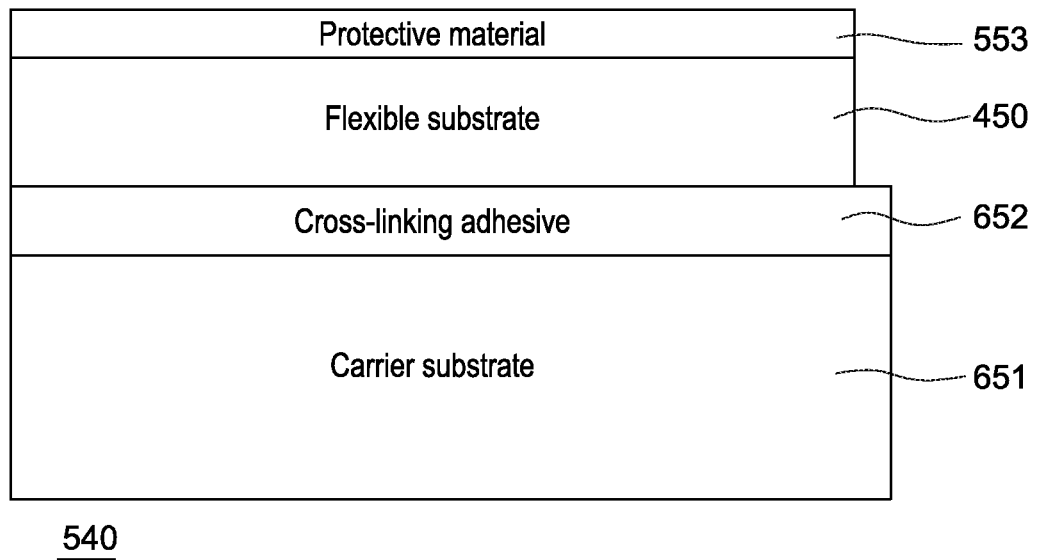 Protective material 553
Flexible substrate 450
Cross-linking adhesive 652
Carrier substrate 651
540